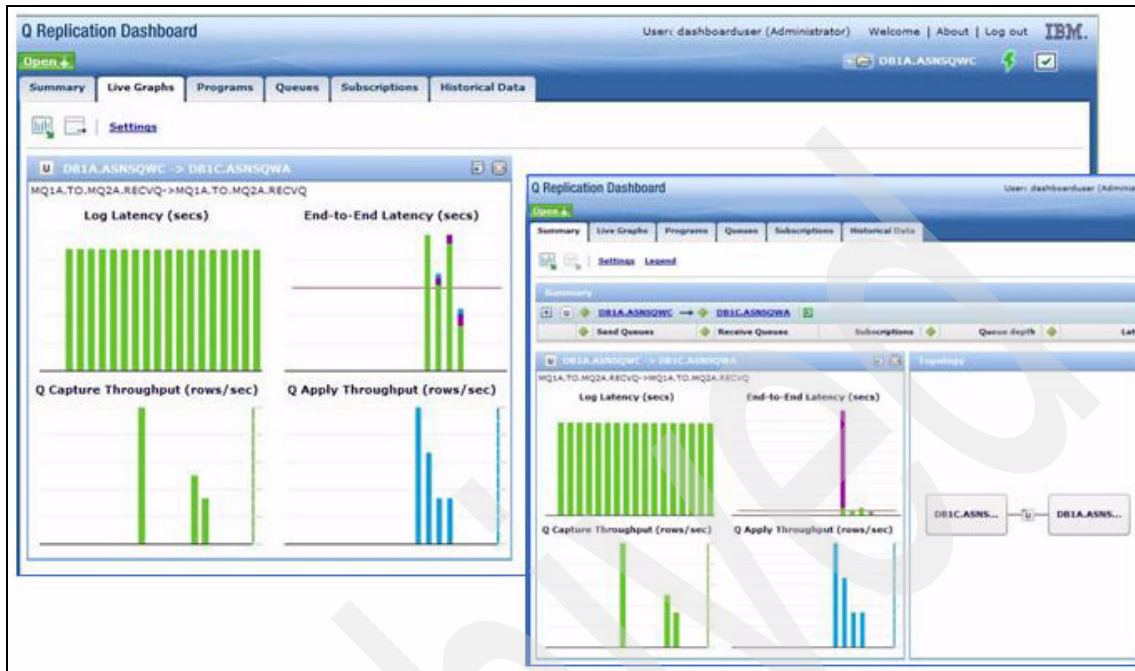 Q Replication Dashboard
User: dashboarduser (Administrator) Welcome | About | Log out IBM.
Open
DB1A.ASNSQWC
Summary Live Graphs Programs Queues Subscriptions Historical Data
Settings
U DB1A.ASNSQWC -> DB1C.ASNSQWA
MQ1A.TO.MQ2A.RECVQ->MQ1A.TO.MQ2A.RECVQ
Log Latency (secs) End-to-End Latency (secs)
Q Capture Throughput (rows/sec) Q Apply Throughput (rows/sec)
Q Replication Dashboard
User: dashboarduser (Adminis
Open
Summary Live Graphs Programs Queues Subscriptions Historical Data
Settings Legend
Summary
U DB1A.ASNSQWC DB1C.ASNSQWA
Send Queues Receive Queues Subscriptions Queue depth Lat
U DB1A.ASNSQWC -> DB1C.ASNSQWA
Topology
MQ1A.TO.MQ2A.RECVQ->MQ1A.TO.MQ2A.RECVQ
Log Latency (secs) End-to-End Latency (secs)
DB1C.ASNS... U DB1A.ASNS...
Q Capture Throughput (rows/sec) Q Apply Throughput (rows/sec)